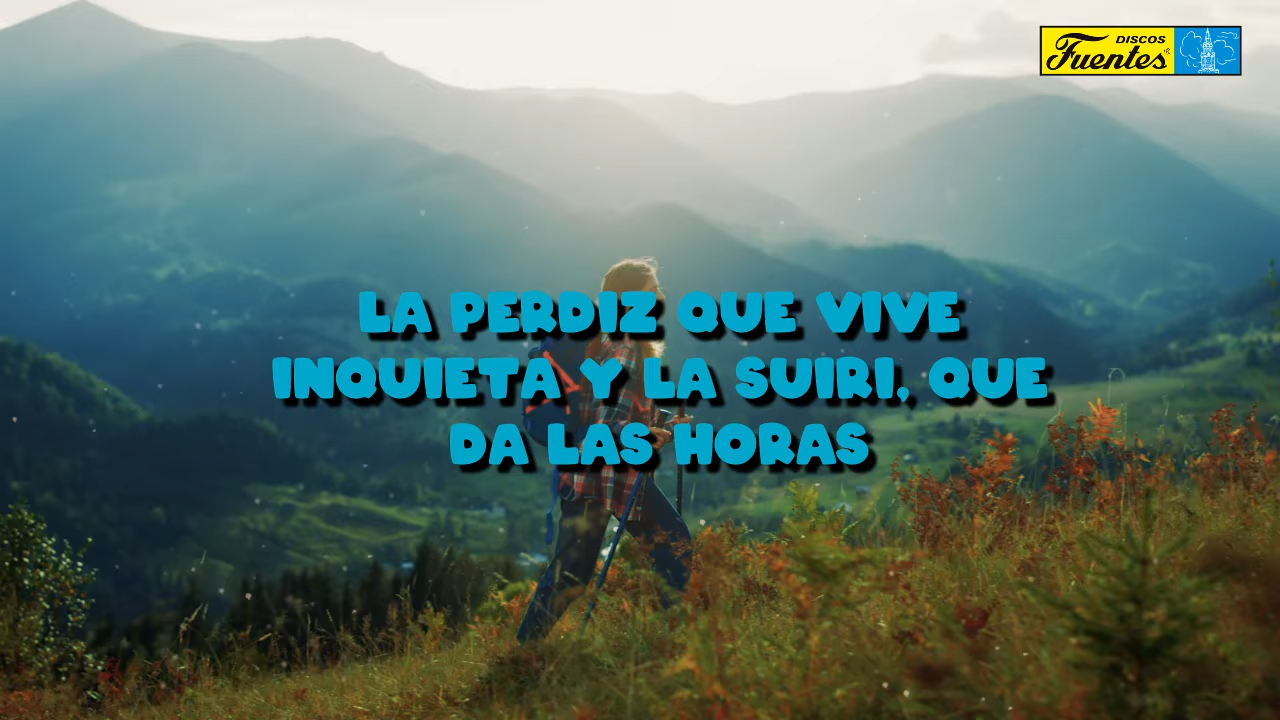 DISCOS
Fuentes
LA PERDIZ QUE VIVE
INQUIETA Y LA SUIRI, QUE
DA LAS HORAS